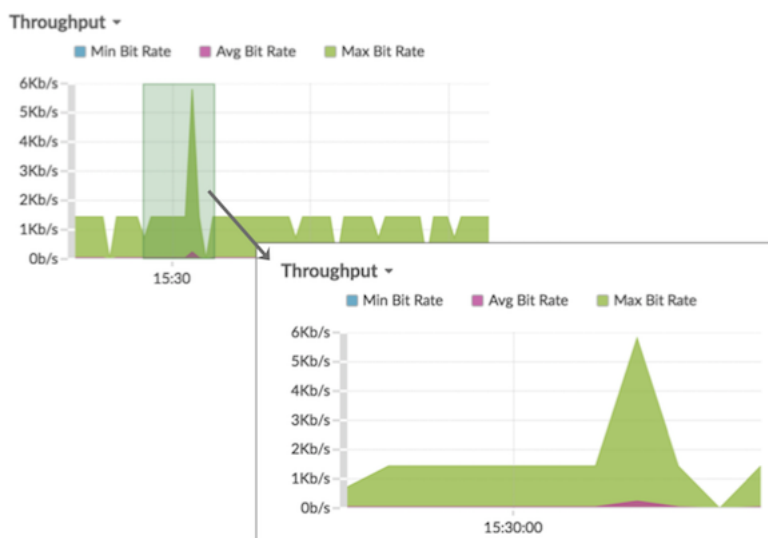 Throughput
Min Bit Rate Avg Bit Rate Max Bit Rate
6Kb/s
5Kb/s
4Kb/s
3Kb/s
2Kb/s
1Kb/s
0b/s
15:30
Throughput
Min Bit Rate Avg Bit Rate Max Bit Rate
6Kb/s
5Kb/s
4Kb/s
3Kb/s
2Kb/s
1Kb/s
0b/s
15:30:00